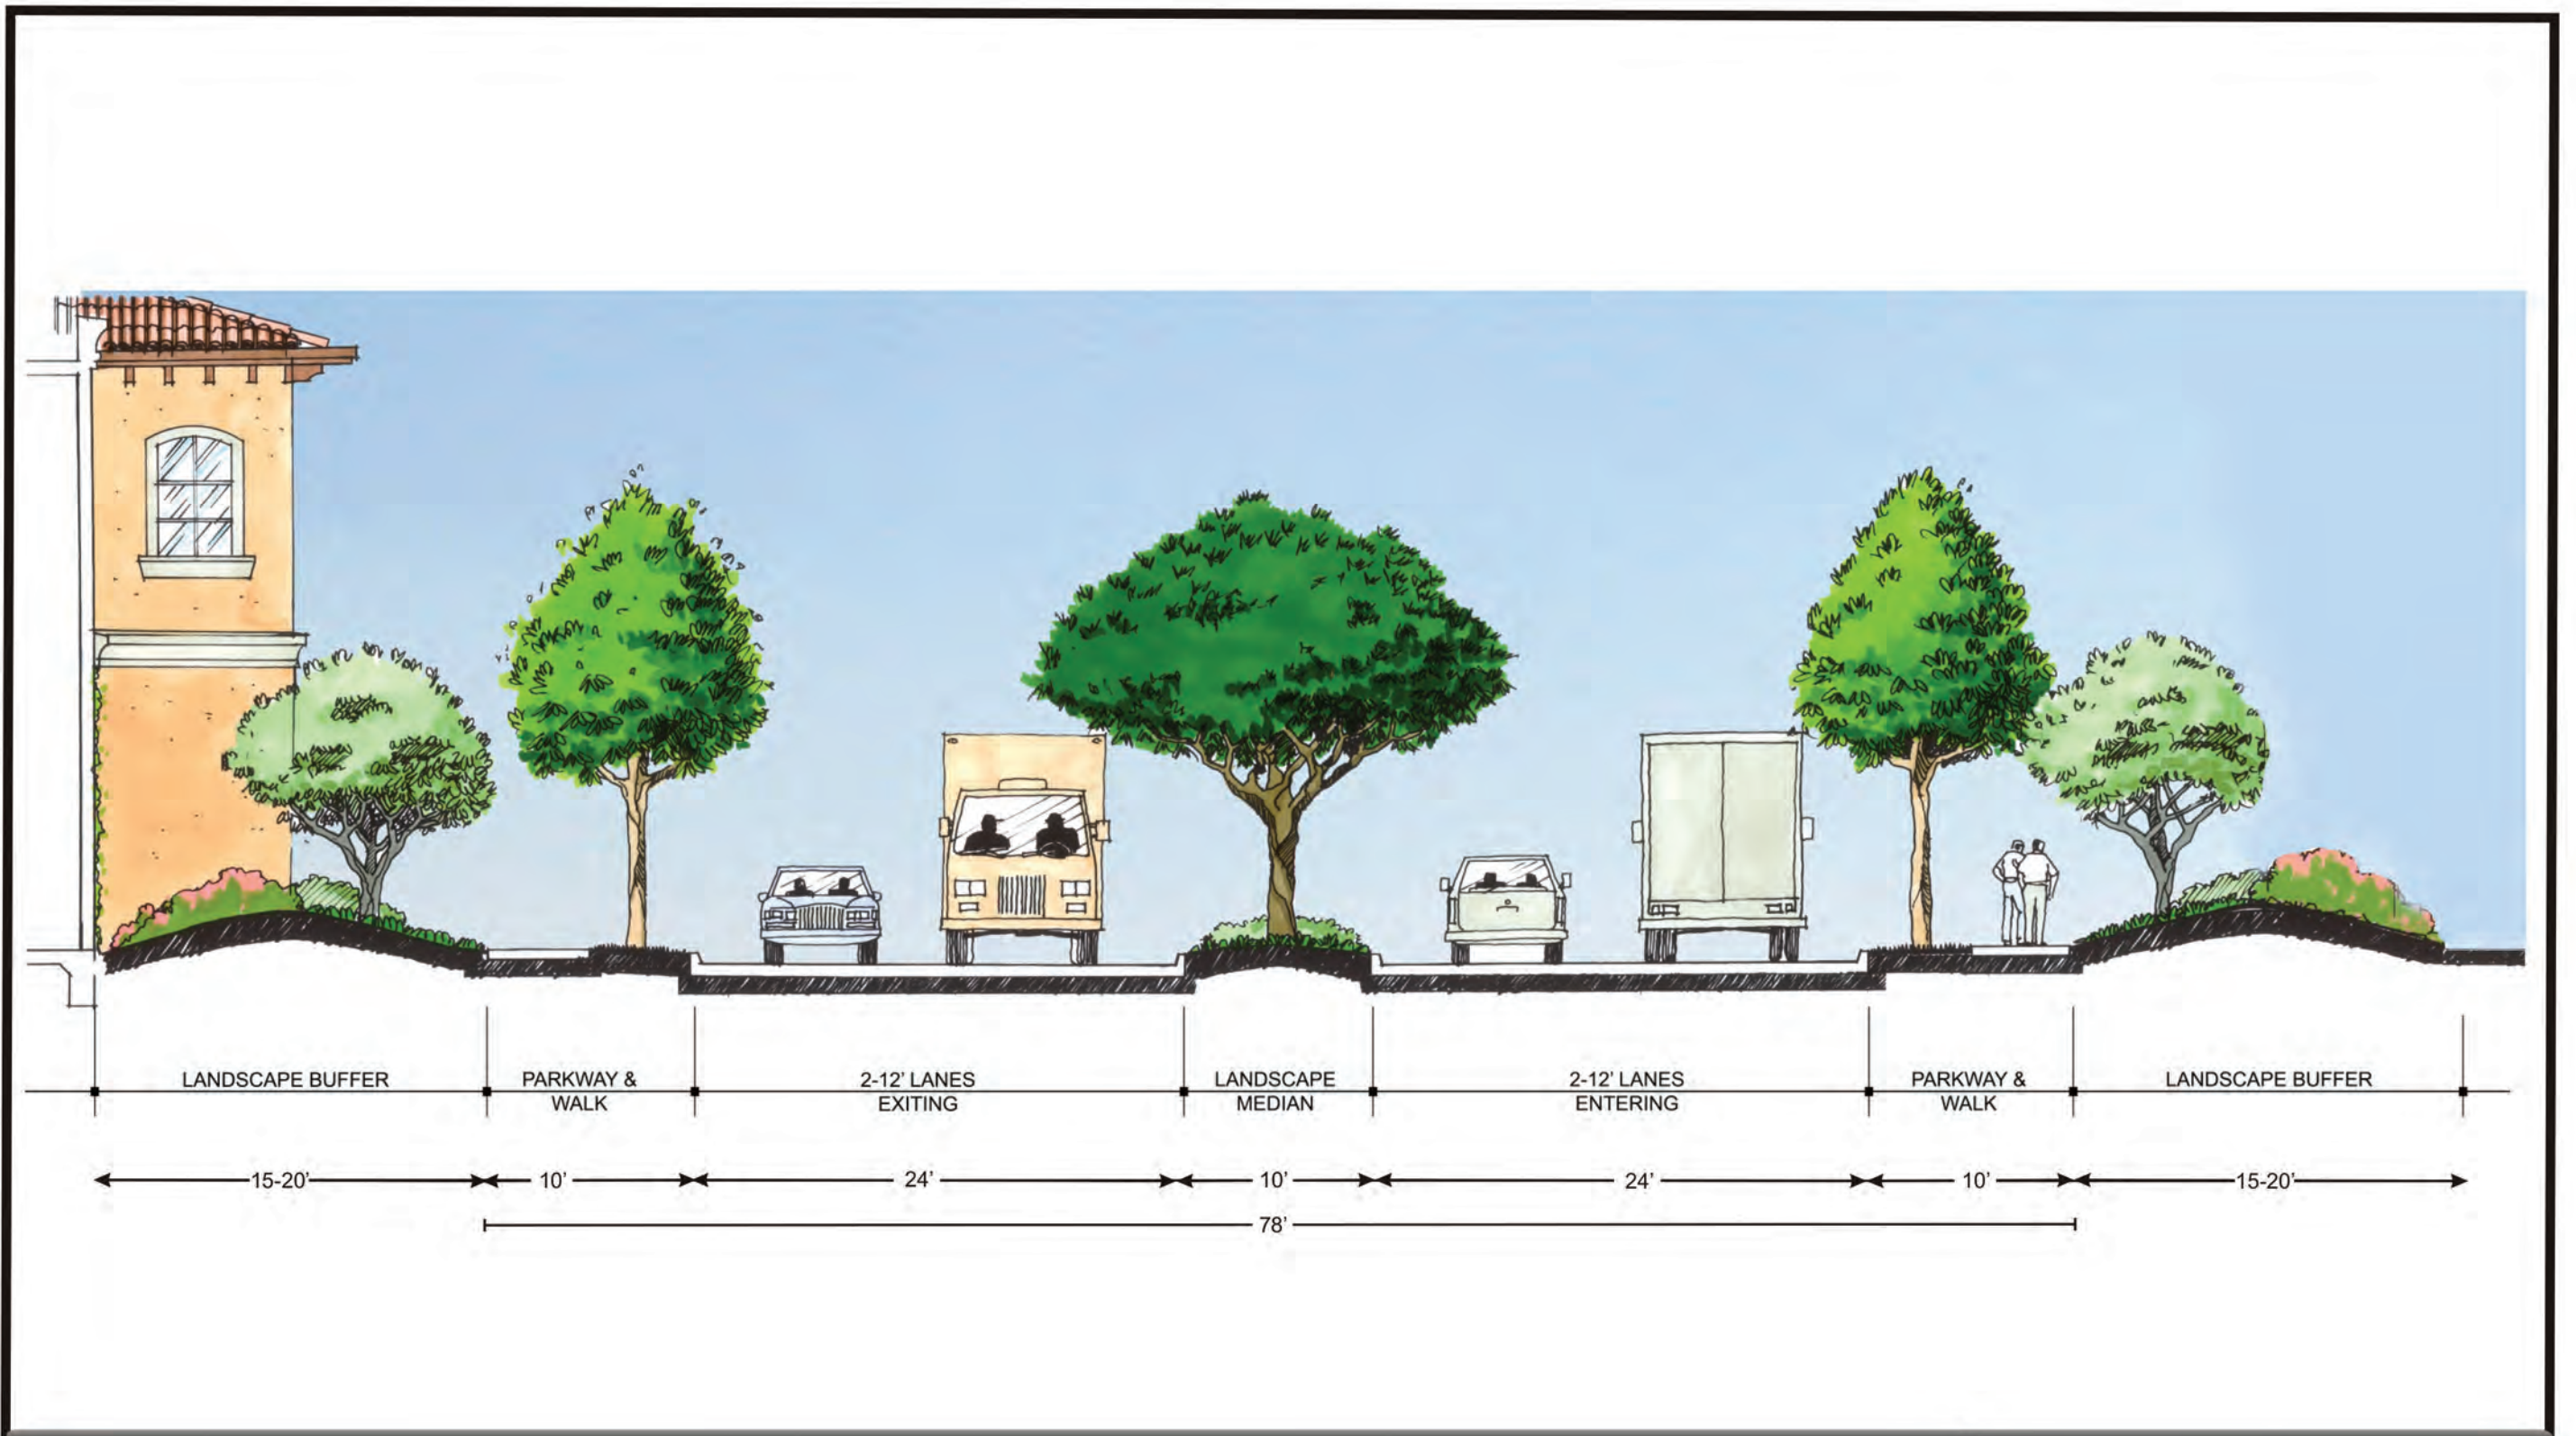 LANDSCAPE BUFFER
PARKWAY &
WALK
2-12’ LANES
EXITING
LANDSCAPE
MEDIAN
2-12’ LANES
ENTERING
PARKWAY &
WALK
LANDSCAPE BUFFER
15-20’
10’
24’
10’
24’
10’
15-20’
78’